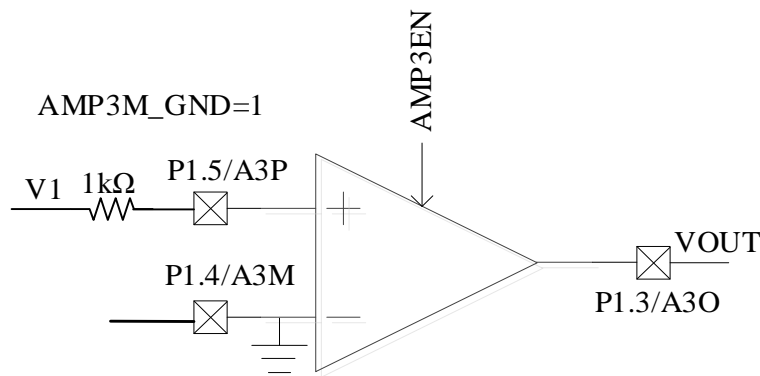 AMP3EN
AMP3M_GND=1
V1 1kΩ P1.5/A3P
P1.4/A3M
VOUT
P1.3/A3O